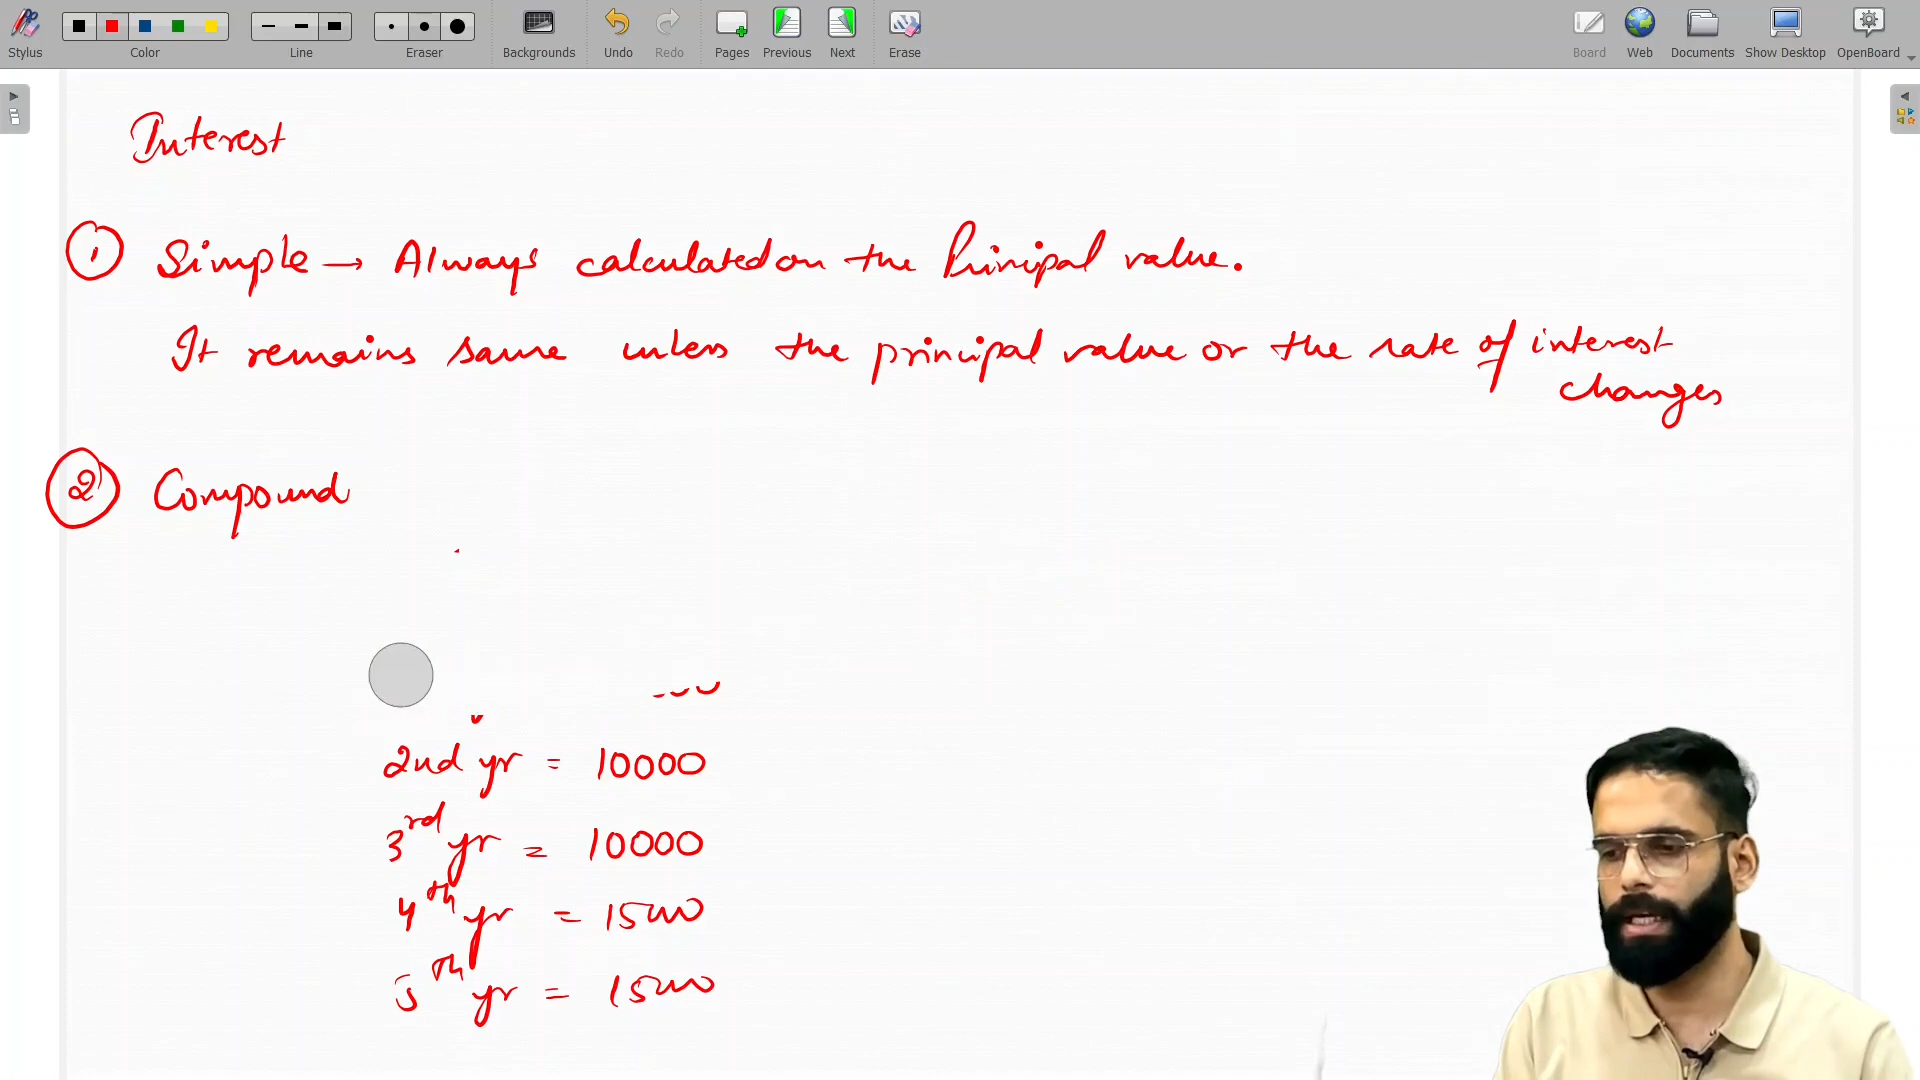 Stylus Color Line Eraser Backgrounds Undo Redo Pages Previous Next Erase Board Web Documents Show Desktop OpenBoard
Interest
1 Simple → Always calculated on the Principal value.
It remains same unless the principal value or the rate of interest
changes
2 Compound
2nd yr = 10000
3rd yr = 10000
4th yr = 15000
5th yr = 15000